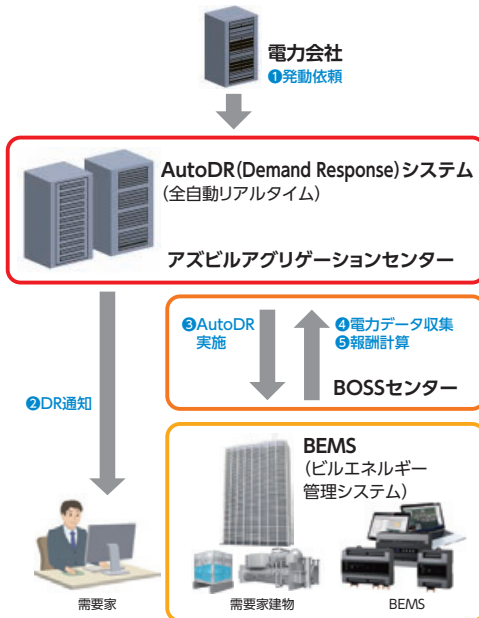 電力会社
❶発動依頼
AutoDR(Demand Response)システム
(全自動リアルタイム)
アズビルアグリゲーションセンター
❸AutoDR
実施
❹電力データ収集
❺報酬計算
BOSSセンター
❷DR通知
BEMS
(ビルエネルギー
管理システム)
需要家
需要家建物
BEMS